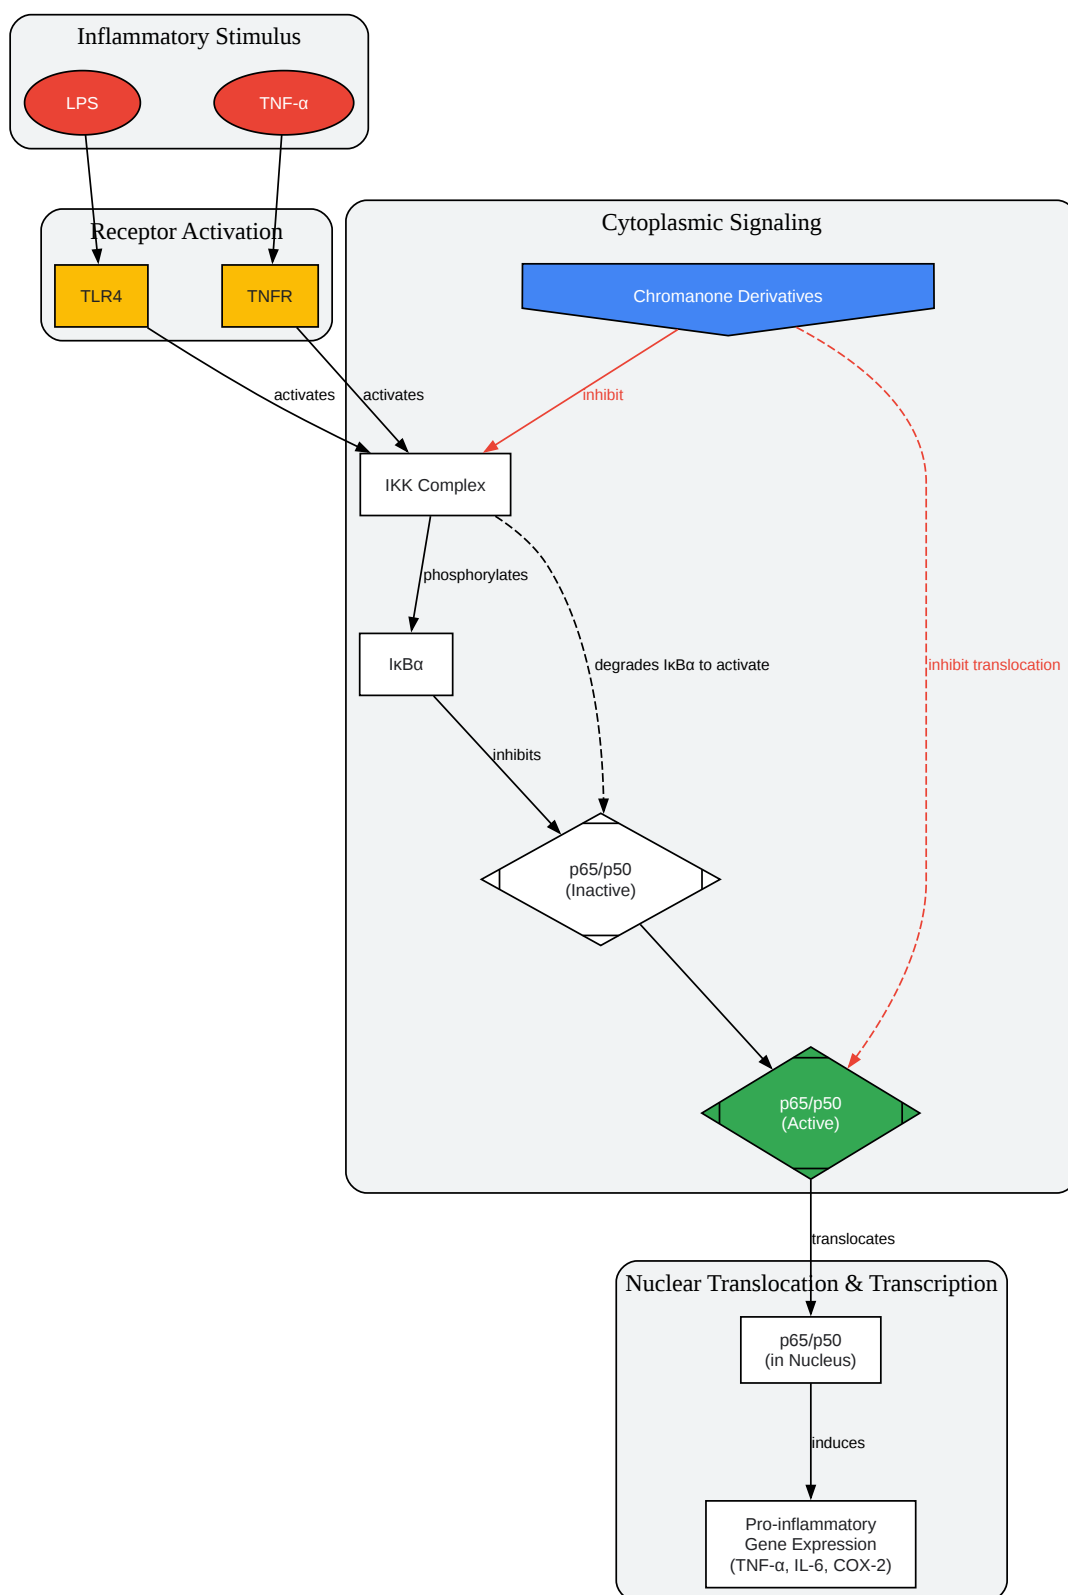 Inflammatory Stimulus
LPS
TNF-α
Receptor Activation
TLR4
TNFR
Cytoplasmic Signaling
Chromanone Derivatives
activates
activates
inhibit
IKK Complex
phosphorylates
IκBα
degrades IκBα to activate
inhibit translocation
inhibits
p65/p50
(Inactive)
p65/p50
(Active)
translocates
Nuclear Translocation & Transcription
p65/p50
(in Nucleus)
induces
Pro-inflammatory
Gene Expression
(TNF-α, IL-6, COX-2)